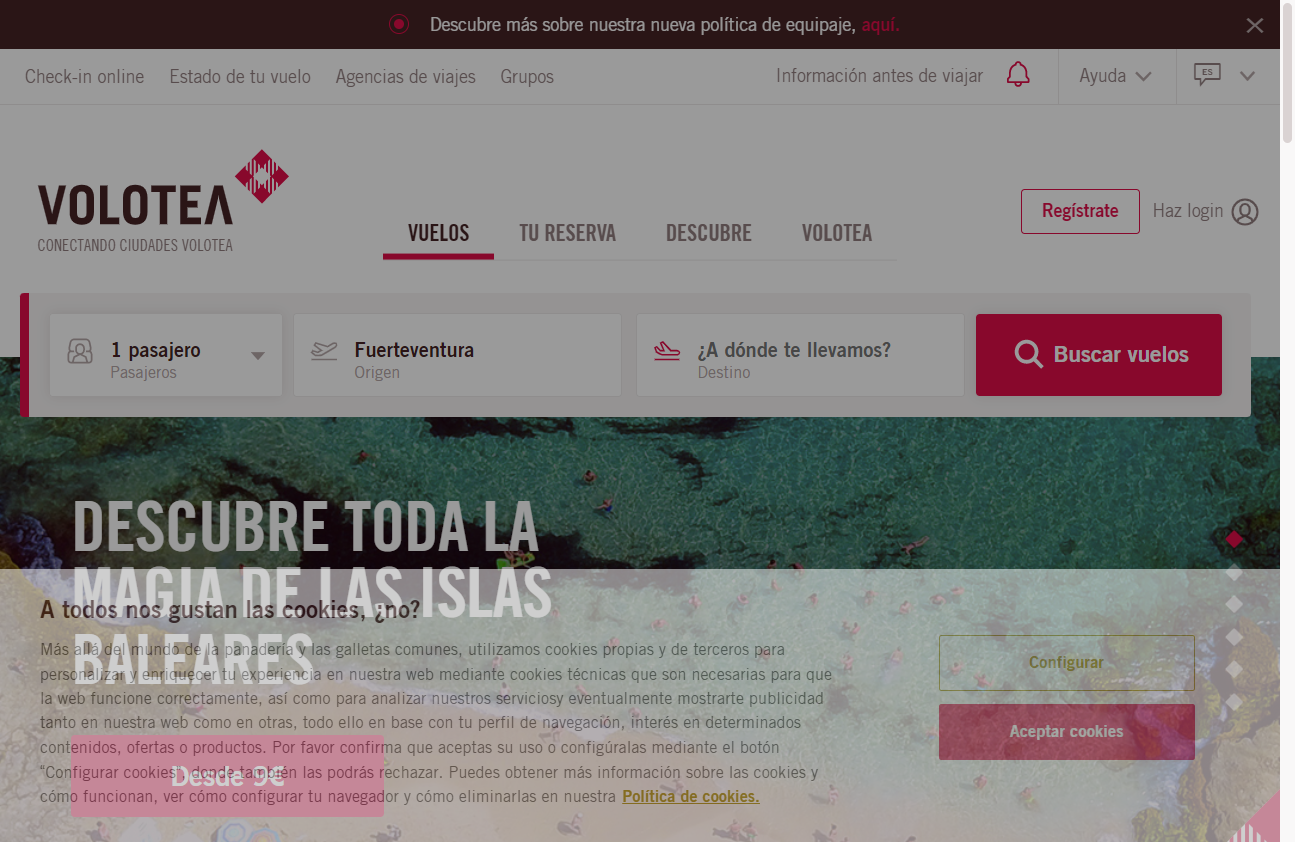 Descubre más sobre nuestra nueva política de equipaje, aquí.
Check-in online Estado de tu vuelo Agencias de viajes Grupos Información antes de viajar Ayuda ES
VOLOTEA
CONECTANDO CIUDADES VOLOTEA
VUELOS TU RESERVA DESCUBRE VOLOTEA
Regístrate Haz login
1 pasajero
Pasajeros
Fuerteventura
Origen
¿A dónde te llevamos?
Destino
Buscar vuelos
DESCUBRE TODA LA
MAGIA DE LAS ISLAS
BALEARES
Desde 9€
A todos nos gustan las cookies, ¿no?
Más allá del mundo de la panadería y las galletas comunes, utilizamos cookies propias y de terceros para
personalizar y enriquecer tu experiencia en nuestra web mediante cookies técnicas que son necesarias para que
la web funcione correctamente, así como para analizar nuestros serviciosy eventualmente mostrarte publicidad
tanto en nuestra web como en otras, todo ello en base con tu perfil de navegación, interés en determinados
contenidos, ofertas o productos. Por favor confirma que aceptas su uso o configúralas mediante el botón
“Configurar cookies”, donde también las podrás rechazar. Puedes obtener más información sobre las cookies y
cómo funcionan, ver cómo configurar tu navegador y cómo eliminarlas en nuestra Política de cookies.
Configurar
Aceptar cookies